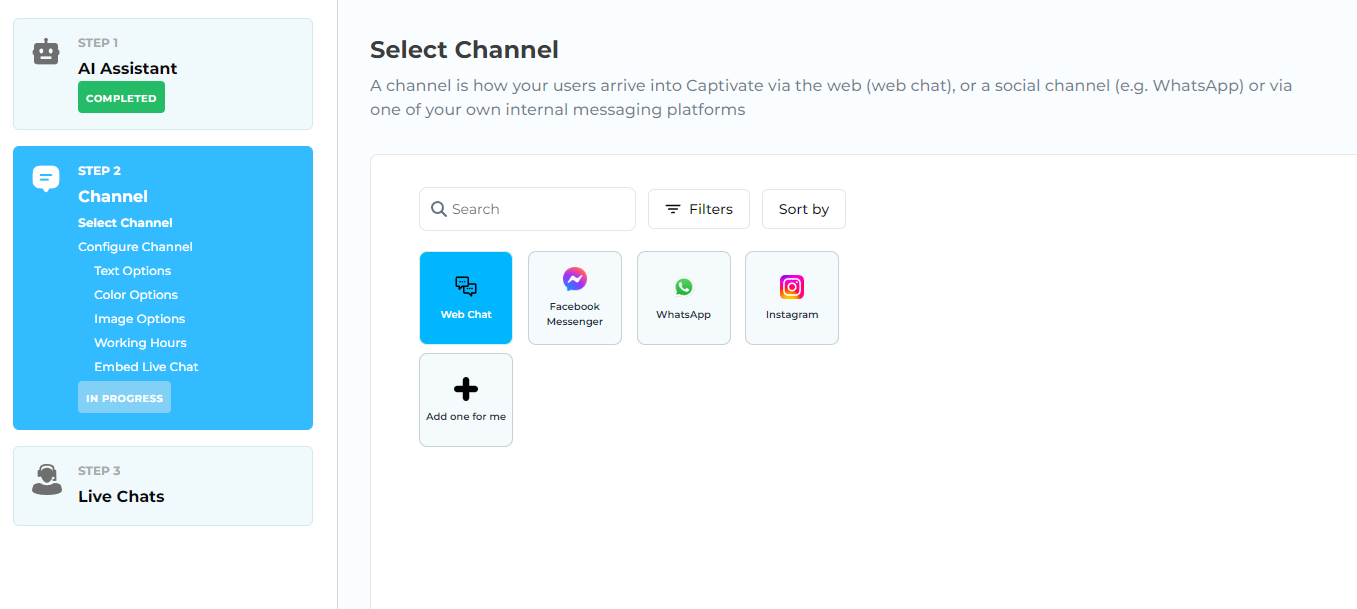 STEP 1
AI Assistant
COMPLETED
STEP 2
Channel
Select Channel
Configure Channel
Text Options
Color Options
Image Options
Working Hours
Embed Live Chat
IN PROGRESS
STEP 3
Live Chats
Select Channel
A channel is how your users arrive into Captivate via the web (web chat), or a social channel (e.g. WhatsApp) or via
one of your own internal messaging platforms
Search
Filters
Sort by
Web Chat
Facebook
Messenger
WhatsApp
Instagram
Add one for me